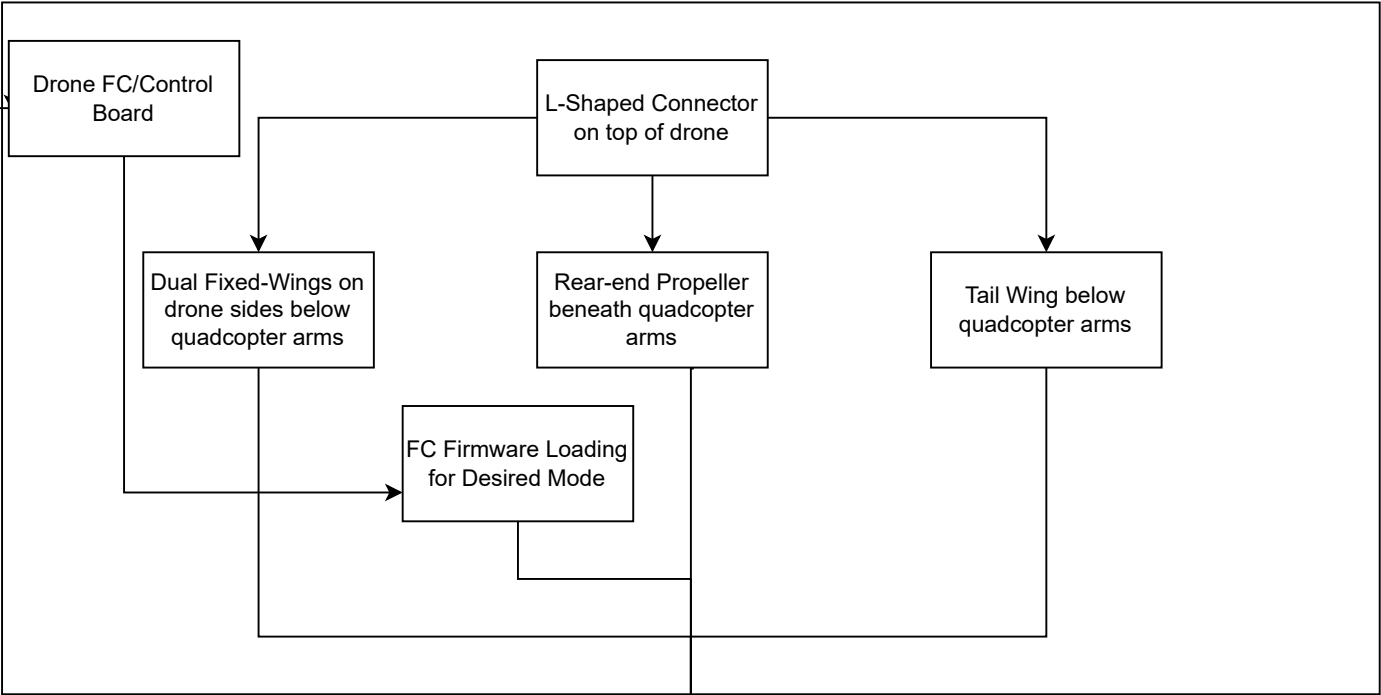 Drone FC/Control
Board
L-Shaped Connector
on top of drone
Dual Fixed-Wings on
drone sides below
quadcopter arms
Rear-end Propeller
beneath quadcopter
arms
Tail Wing below
quadcopter arms
FC Firmware Loading
for Desired Mode